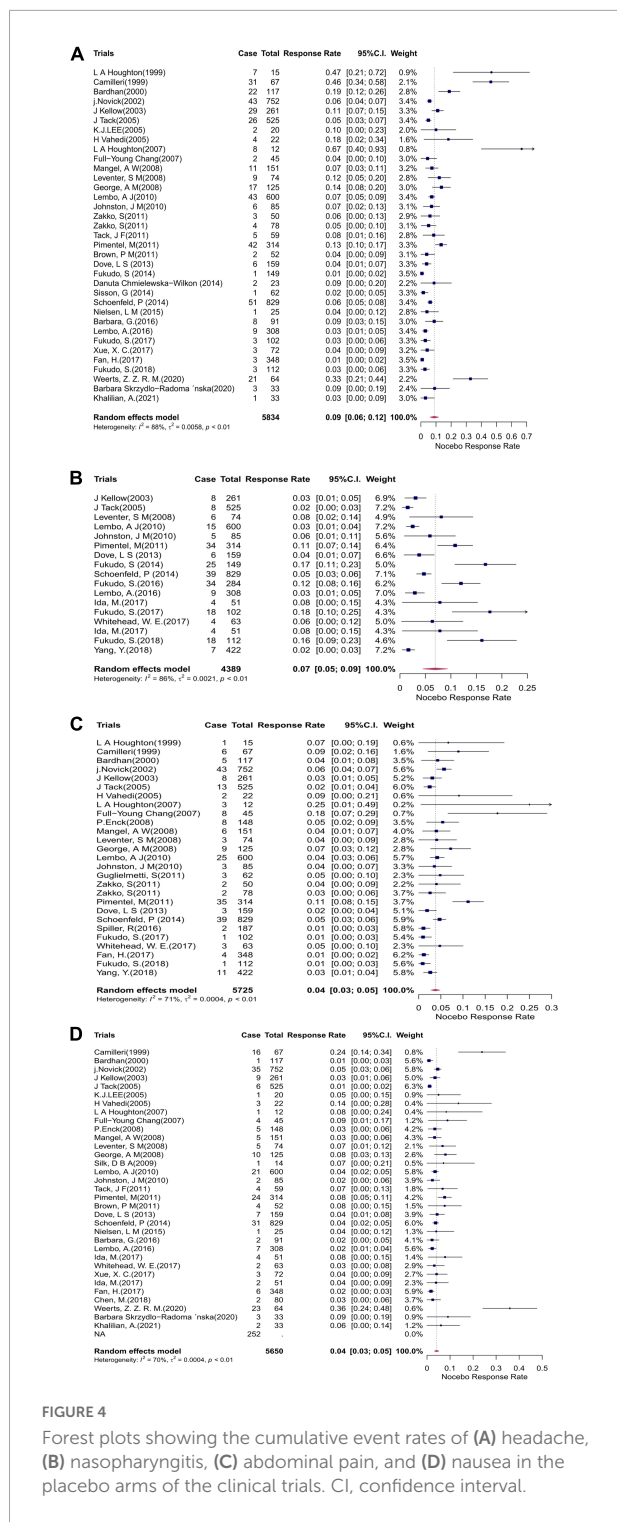 A
Trials Case Total Response Rate 95%C.I. Weight
L A Houghton(1999) 7 15 0.47 [0.21; 0.72] 0.9%
Camilleri(1999) 31 67 0.46 [0.34; 0.58] 2.1%
Bardhan(2000) 22 117 0.19 [0.12; 0.26] 2.8%
j.Novick(2002) 43 752 0.06 [0.04; 0.07] 3.4%
J Kellow(2003) 29 261 0.11 [0.07; 0.15] 3.2%
J Tack(2005) 26 525 0.05 [0.03; 0.07] 3.4%
K.J.LEE(2005) 2 20 0.10 [0.00; 0.23] 1.9%
H Vahedi(2005) 4 22 0.18 [0.02; 0.34] 1.6%
L A Houghton(2007) 8 12 0.67 [0.40; 0.93] 0.8%
Full-Young Chang(2007) 2 45 0.04 [0.00; 0.10] 3.0%
Mangel, A W(2008) 11 151 0.07 [0.03; 0.11] 3.2%
Leventer, S M(2008) 9 74 0.12 [0.05; 0.20] 2.8%
George, A M(2008) 17 125 0.14 [0.08; 0.20] 3.0%
Lembo, A J(2010) 43 600 0.07 [0.05; 0.09] 3.4%
Johnston, J M(2010) 6 85 0.07 [0.02; 0.13] 3.1%
Zakko, S(2011) 3 50 0.06 [0.00; 0.13] 2.9%
Zakko, S(2011) 4 78 0.05 [0.00; 0.10] 3.1%
Tack, J F(2011) 5 59 0.08 [0.01; 0.16] 2.8%
Pimentel, M(2011) 42 314 0.13 [0.10; 0.17] 3.3%
Brown, P M(2011) 2 52 0.04 [0.00; 0.09] 3.1%
Dove, L S (2013) 6 159 0.04 [0.01; 0.07] 3.3%
Fukudo, S (2014) 1 149 0.01 [0.00; 0.02] 3.4%
Danuta Chmielewska-Wilkon (2014) 2 23 0.09 [0.00; 0.20] 2.1%
Sisson, G (2014) 1 62 0.02 [0.00; 0.05] 3.3%
Schoenfeld, P (2014) 51 829 0.06 [0.05; 0.08] 3.4%
Nielsen, L M (2015) 1 25 0.04 [0.00; 0.12] 2.7%
Barbara, G.(2016) 8 91 0.09 [0.03; 0.15] 3.0%
Lembo, A.(2016) 9 308 0.03 [0.01; 0.05] 3.4%
Fukudo, S.(2017) 3 102 0.03 [0.00; 0.06] 3.3%
Xue, X. C.(2017) 3 72 0.04 [0.00; 0.09] 3.2%
Fan, H.(2017) 3 348 0.01 [0.00; 0.02] 3.4%
Fukudo, S.(2018) 3 112 0.03 [0.00; 0.06] 3.3%
Weerts, Z. Z. R. M.(2020) 21 64 0.33 [0.21; 0.44] 2.2%
Barbara Skrzydlo-Radoma ´nska(2020) 3 33 0.09 [0.00; 0.19] 2.4%
Khalilian, A.(2021) 1 33 0.03 [0.00; 0.09] 3.0%
Random effects model 5834 0.09 [0.06; 0.12] 100.0%
Heterogeneity: I² = 88%, τ² = 0.0058, p < 0.01
0 0.1 0.2 0.3 0.4 0.5 0.6 0.7
Nocebo Response Rate
B
Trials Case Total Response Rate 95%C.I. Weight
J Kellow(2003) 8 261 0.03 [0.01; 0.05] 6.9%
J Tack(2005) 8 525 0.02 [0.00; 0.03] 7.2%
Leventer, S M(2008) 6 74 0.08 [0.02; 0.14] 4.9%
Lembo, A J(2010) 15 600 0.03 [0.01; 0.04] 7.2%
Johnston, J M(2010) 5 85 0.06 [0.01; 0.11] 5.6%
Pimentel, M(2011) 34 314 0.11 [0.07; 0.14] 6.4%
Dove, L S (2013) 6 159 0.04 [0.01; 0.07] 6.7%
Fukudo, S (2014) 25 149 0.17 [0.11; 0.23] 5.0%
Schoenfeld, P (2014) 39 829 0.05 [0.03; 0.06] 7.1%
Fukudo, S.(2016) 34 284 0.12 [0.08; 0.16] 6.2%
Lembo, A.(2016) 9 308 0.03 [0.01; 0.05] 6.9%
Ida, M.(2017) 4 51 0.08 [0.00; 0.15] 4.3%
Fukudo, S.(2017) 18 102 0.18 [0.10; 0.25] 4.3%
Whitehead, W. E.(2017) 4 63 0.06 [0.00; 0.12] 5.0%
Ida, M.(2017) 4 51 0.08 [0.00; 0.15] 4.3%
Fukudo, S.(2018) 18 112 0.16 [0.09; 0.23] 4.6%
Yang, Y.(2018) 7 422 0.02 [0.00; 0.03] 7.2%
Random effects model 4389 0.07 [0.05; 0.09] 100.0%
Heterogeneity: I² = 86%, τ² = 0.0021, p < 0.01
0 0.05 0.1 0.15 0.2 0.25
Nocebo Response Rate
C
Trials Case Total Response Rate 95%C.I. Weight
L A Houghton(1999) 1 15 0.07 [0.00; 0.19] 0.6%
Camilleri(1999) 6 67 0.09 [0.02; 0.16] 1.6%
Bardhan(2000) 5 117 0.04 [0.01; 0.08] 3.7%
j.Novick(2002) 43 752 0.06 [0.04; 0.07] 5.6%
J Kellow(2003) 8 261 0.03 [0.01; 0.05] 5.2%
J Tack(2005) 13 525 0.02 [0.01; 0.04] 5.9%
H Vahedi(2005) 2 22 0.09 [0.00; 0.21] 0.6%
L A Houghton(2007) 3 12 0.25 [0.01; 0.49] 0.2%
Full-Young Chang(2007) 8 45 0.18 [0.07; 0.29] 0.7%
P.Enck(2008) 8 148 0.05 [0.02; 0.09] 3.6%
Mangel, A W(2008) 6 151 0.04 [0.01; 0.07] 4.0%
Leventer, S M(2008) 3 74 0.04 [0.00; 0.09] 3.1%
George, A M(2008) 9 125 0.07 [0.03; 0.12] 2.8%
Lembo, A J(2010) 25 600 0.04 [0.03; 0.06] 5.7%
Johnston, J M(2010) 3 85 0.04 [0.00; 0.07] 3.5%
Guglielmetti, S(2011) 3 62 0.05 [0.00; 0.10] 2.4%
Zakko, S(2011) 2 50 0.04 [0.00; 0.09] 2.3%
Zakko, S(2011) 2 78 0.03 [0.00; 0.06] 3.7%
Pimentel, M(2011) 35 314 0.11 [0.08; 0.15] 3.7%
Dove, L S (2013) 3 159 0.02 [0.00; 0.04] 5.1%
Schoenfeld, P (2014) 39 829 0.05 [0.03; 0.06] 5.8%
Spiller, R(2016) 2 187 0.01 [0.00; 0.03] 5.8%
Fukudo, S.(2017) 1 102 0.01 [0.00; 0.03] 5.4%
Whitehead, W. E.(2017) 3 63 0.05 [0.00; 0.10] 2.3%
Fan, H.(2017) 4 348 0.01 [0.00; 0.02] 6.2%
Fukudo, S.(2018) 1 112 0.01 [0.00; 0.03] 5.6%
Yang, Y.(2018) 11 422 0.03 [0.01; 0.04] 5.8%
Random effects model 5725 0.04 [0.03; 0.05] 100.0%
Heterogeneity: I² = 71%, τ² = 0.0004, p < 0.01
0 0.05 0.1 0.15 0.2 0.25 0.3
Nocebo Response Rate
D
Trials Case Total Response Rate 95%C.I. Weight
Camilleri(1999) 16 67 0.24 [0.14; 0.34] 0.8%
Bardhan(2000) 1 117 0.01 [0.00; 0.03] 5.6%
j.Novick(2002) 35 752 0.05 [0.03; 0.06] 5.8%
J Kellow(2003) 9 261 0.03 [0.01; 0.06] 5.0%
J Tack(2005) 6 525 0.01 [0.00; 0.02] 6.3%
K.J.LEE(2005) 1 20 0.05 [0.00; 0.15] 0.9%
H Vahedi(2005) 3 22 0.14 [0.00; 0.28] 0.4%
L A Houghton(2007) 1 12 0.08 [0.00; 0.24] 0.4%
Full-Young Chang(2007) 4 45 0.09 [0.01; 0.17] 1.2%
P.Enck(2008) 5 148 0.03 [0.00; 0.06] 4.2%
Mangel, A W(2008) 5 151 0.03 [0.00; 0.06] 4.3%
Leventer, S M(2008) 5 74 0.07 [0.01; 0.12] 2.1%
George, A M(2008) 10 125 0.08 [0.03; 0.13] 2.6%
Silk, D B A(2009) 1 14 0.07 [0.00; 0.21] 0.5%
Lembo, A J(2010) 21 600 0.04 [0.02; 0.05] 5.8%
Johnston, J M(2010) 2 85 0.02 [0.00; 0.06] 3.9%
Tack, J F(2011) 4 59 0.07 [0.00; 0.13] 1.8%
Pimentel, M(2011) 24 314 0.08 [0.05; 0.11] 4.2%
Brown, P M(2011) 4 52 0.08 [0.00; 0.15] 1.5%
Dove, L S (2013) 7 159 0.04 [0.01; 0.08] 3.9%
Schoenfeld, P (2014) 31 829 0.04 [0.02; 0.05] 6.0%
Nielsen, L M (2015) 1 25 0.04 [0.00; 0.12] 1.3%
Barbara, G.(2016) 2 91 0.02 [0.00; 0.05] 4.1%
Lembo, A.(2016) 7 308 0.02 [0.01; 0.04] 5.6%
Ida, M.(2017) 4 51 0.08 [0.00; 0.15] 1.4%
Whitehead, W. E.(2017) 2 63 0.03 [0.00; 0.08] 2.9%
Xue, X. C.(2017) 3 72 0.04 [0.00; 0.09] 2.7%
Ida, M.(2017) 2 51 0.04 [0.00; 0.09] 2.3%
Fan, H.(2017) 6 348 0.02 [0.00; 0.03] 5.9%
Chen, M.(2018) 2 80 0.03 [0.00; 0.06] 3.7%
Weerts, Z. Z. R. M.(2020) 23 64 0.36 [0.24; 0.48] 0.6%
Barbara Skrzydlo-Radoma ´nska(2020) 3 33 0.09 [0.00; 0.19] 0.9%
Khalilian, A.(2021) 2 33 0.06 [0.00; 0.14] 1.2%
NA 252 . 0.0%
Random effects model 5650 0.04 [0.03; 0.05] 100.0%
Heterogeneity: I² = 70%, τ² = 0.0004, p < 0.01
0 0.1 0.2 0.3 0.4 0.5
Nocebo Response Rate
FIGURE 4
Forest plots showing the cumulative event rates of (A) headache,
(B) nasopharyngitis, (C) abdominal pain, and (D) nausea in the
placebo arms of the clinical trials. CI, confidence interval.